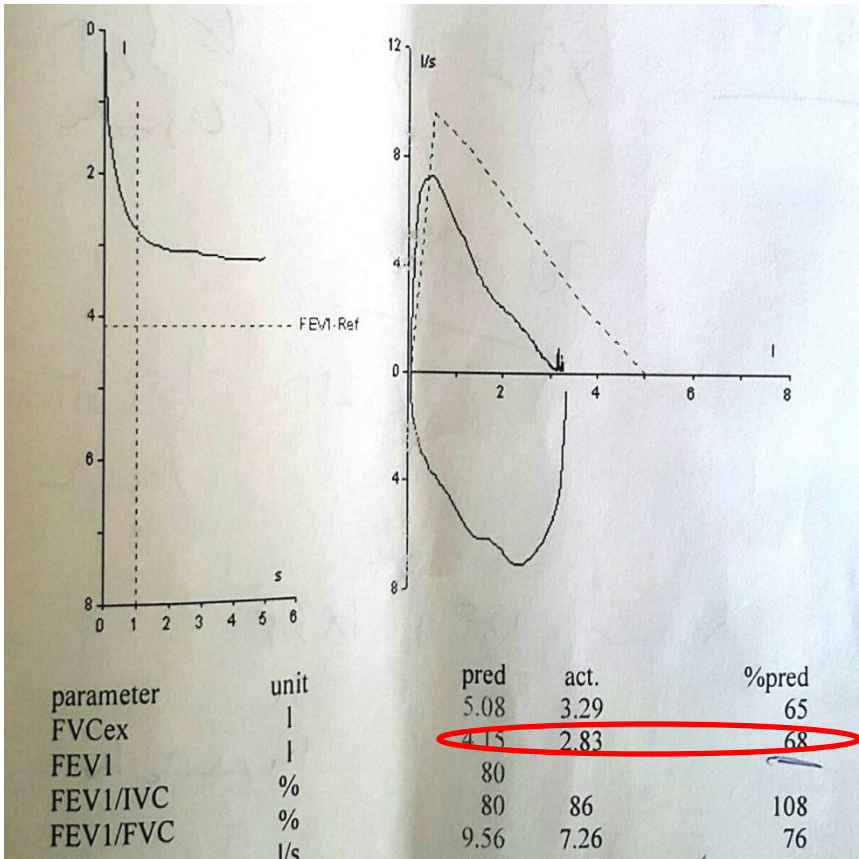 0
l
2
4
FEV1-Ref
6
s
8
0 1 2 3 4 5 6
12
l/s
8
4
0
l
2 4 6 8
4
8
parameter unit pred act. %pred
FVCex l 5.08 3.29 65
FEV1 l 4.15 2.83 68
FEV1/IVC % 80
FEV1/FVC % 80 86 108
l/s 9.56 7.26 76